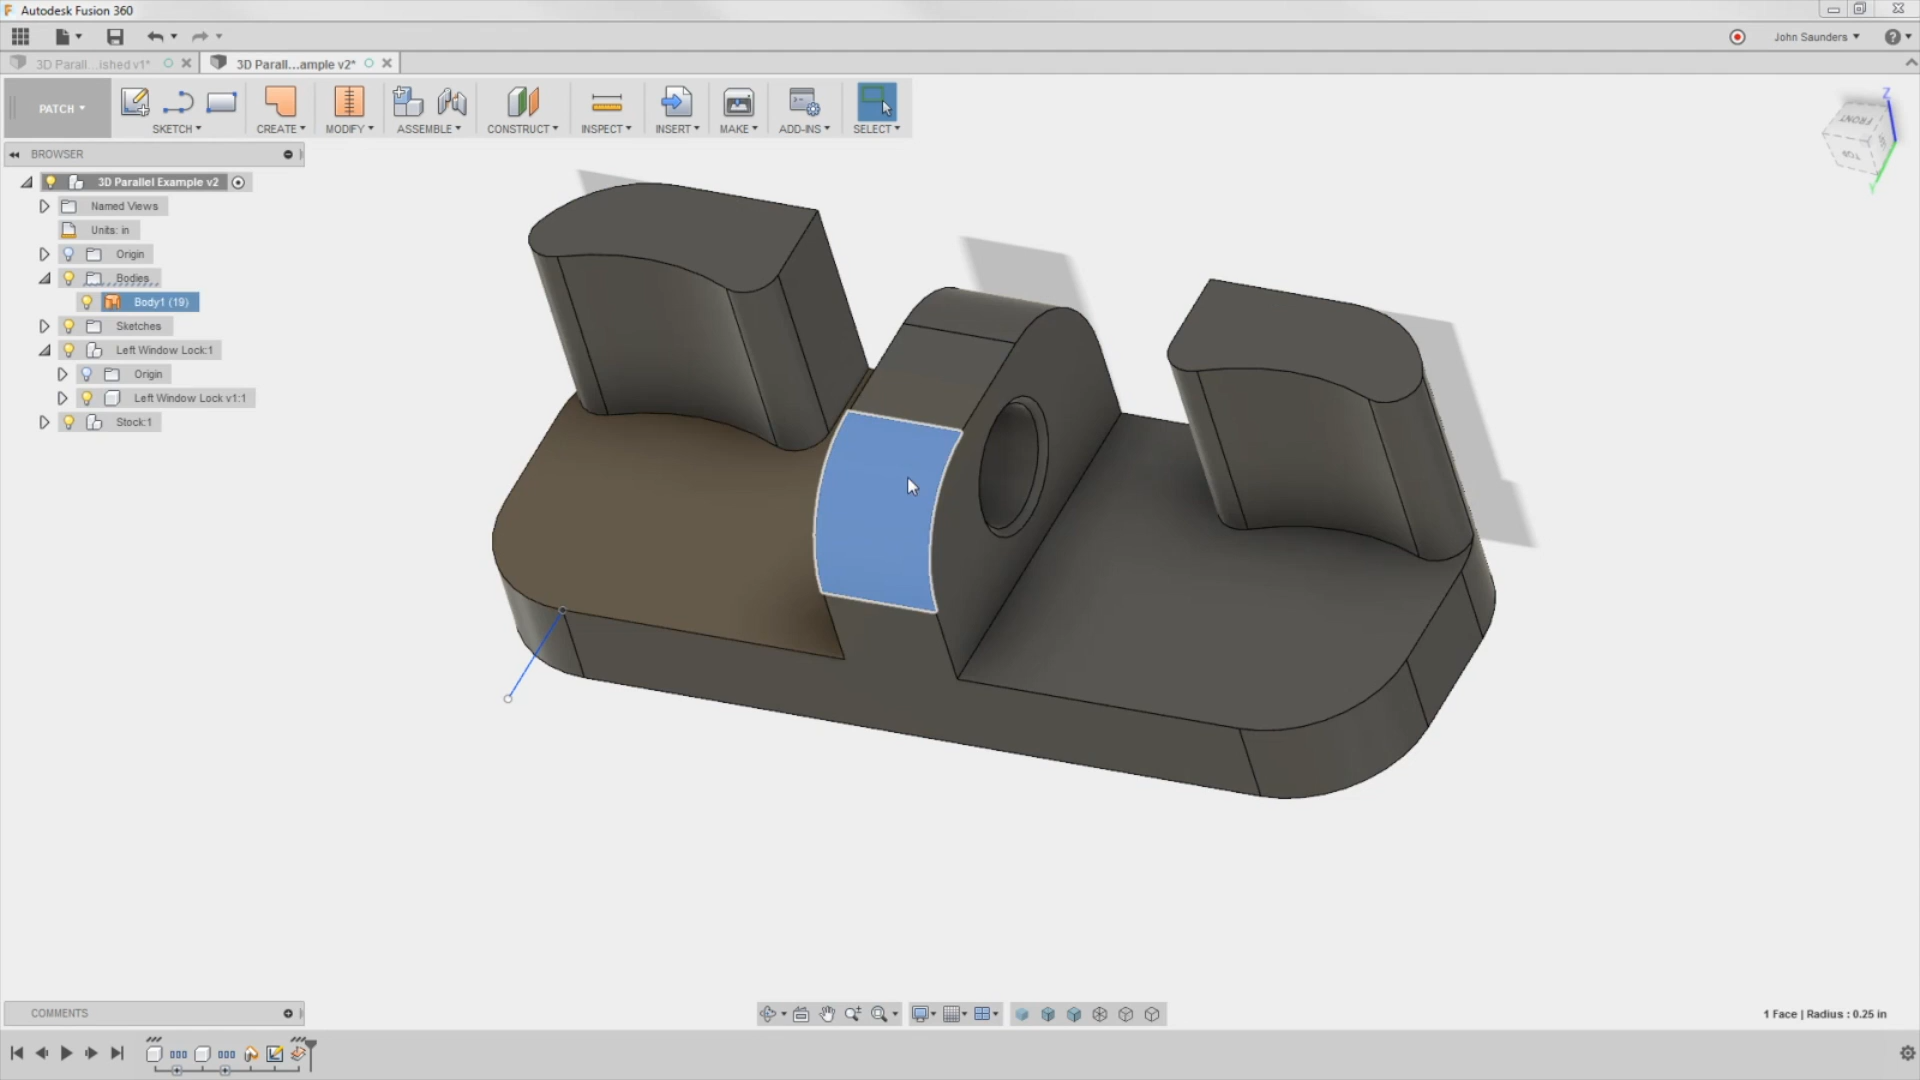 Autodesk Fusion 360
John Saunders
3D Parall...ished v1*
3D Parall...ample v2*
PATCH
SKETCH
CREATE
MODIFY
ASSEMBLE
CONSTRUCT
INSPECT
INSERT
MAKE
ADD-INS
SELECT
Z
FRONT
TOP
Y
BROWSER
3D Parallel Example v2
Named Views
Units: in
Origin
Bodies
Body1 (19)
Sketches
Left Window Lock:1
Origin
Left Window Lock v1:1
Stock:1
COMMENTS
1 Face | Radius : 0.25 in